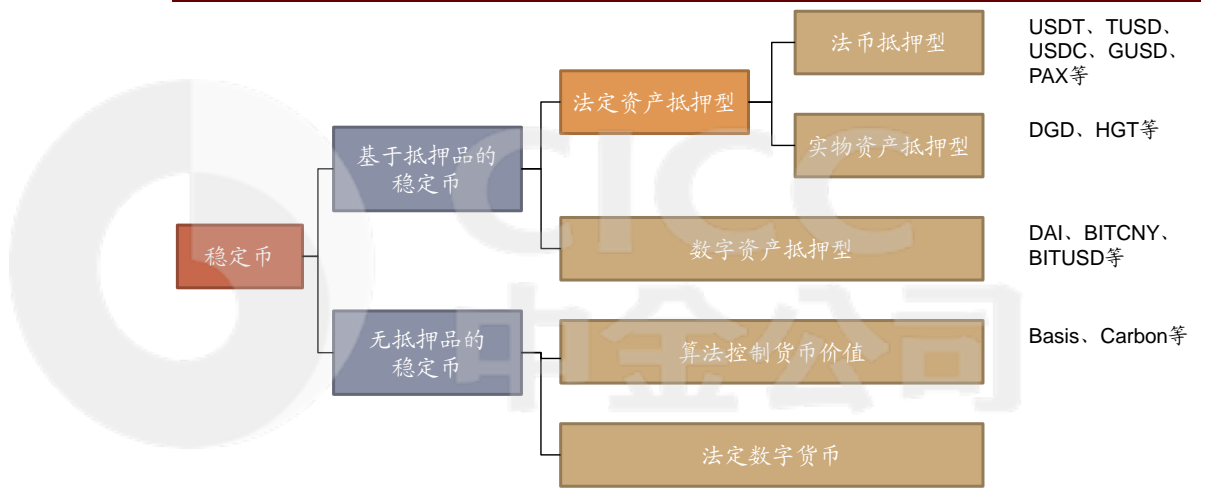 法币抵押型
USDT、TUSD、
USDC、GUSD、
PAX等
法定资产抵押型
实物资产抵押型
DGD、HGT等
基于抵押品的
稳定币
数字资产抵押型
DAI、BITCNY、
BITUSD等
稳定币
无抵押品的
稳定币
算法控制货币价值
Basis、Carbon等
法定数字货币
CICC
中金公司